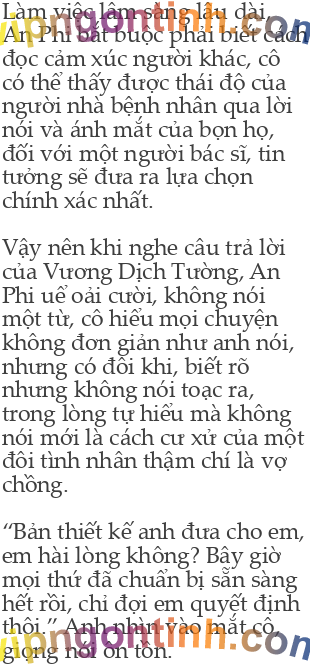 Làm việc lâm sàng lâu dài,
An Phi bắt buộc phải biết cách
đọc cảm xúc người khác, cô
có thể thấy được thái độ của
người nhà bệnh nhân qua lời
nói và ánh mắt của bọn họ,
đối với một người bác sĩ, tin
tưởng sẽ đưa ra lựa chọn
chính xác nhất.
Vậy nên khi nghe câu trả lời
của Vương Dịch Tường, An
Phi uể oải cười, không nói
một từ, cô hiểu mọi chuyện
không đơn giản như anh nói,
nhưng có đôi khi, biết rõ
nhưng không nói toạc ra,
trong lòng tự hiểu mà không
nói mới là cách cư xử của một
đôi tình nhân thậm chí là vợ
chồng.
“Bản thiết kế anh đưa cho em,
em hài lòng không? Bây giờ
mọi thứ đã chuẩn bị sẵn sàng
hết rồi, chỉ đợi em quyết định
thôi.” Anh nhìn vào mắt cô,
giọng nói ôn tồn.
vipngontinh.com